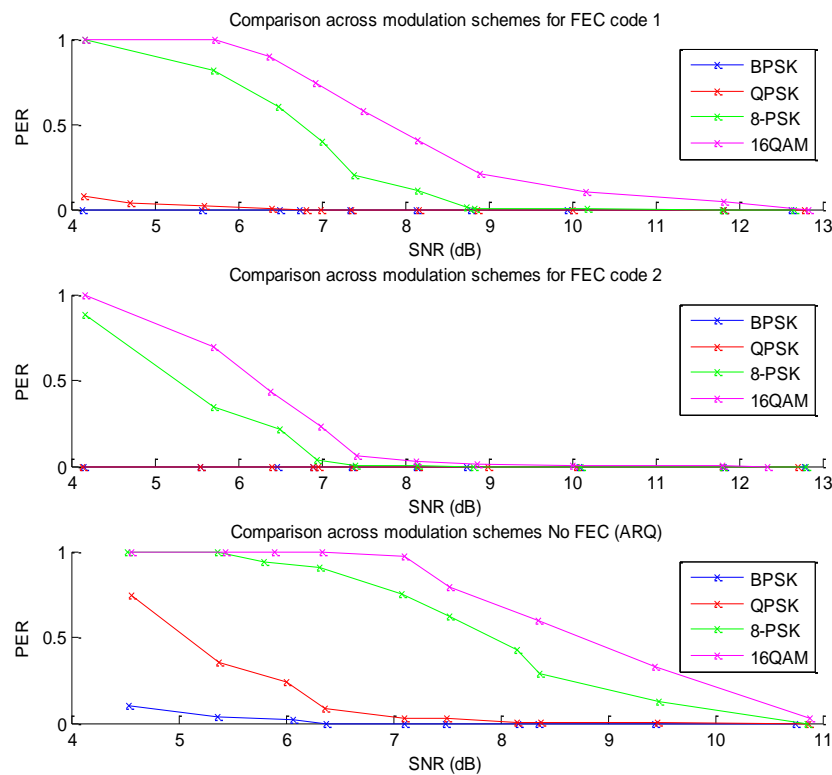 Comparison across modulation schemes for FEC code 1
1
0.5
0
PER
4 5 6 7 8 9 10 11 12 13
SNR (dB)
BPSK
QPSK
8-PSK
16QAM
Comparison across modulation schemes for FEC code 2
1
0.5
0
PER
4 5 6 7 8 9 10 11 12 13
SNR (dB)
BPSK
QPSK
8-PSK
16QAM
Comparison across modulation schemes No FEC (ARQ)
1
0.5
0
PER
4 5 6 7 8 9 10 11
SNR (dB)
BPSK
QPSK
8-PSK
16QAM